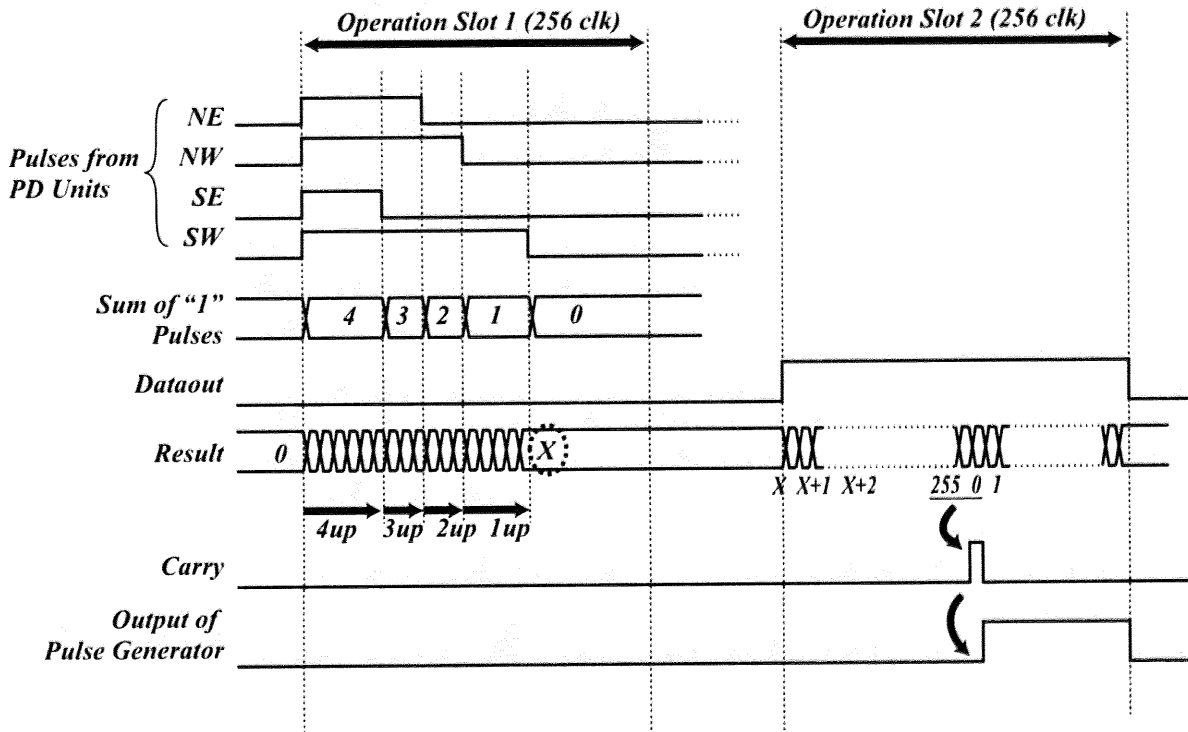 Operation Slot 1 (256 clk)
Operation Slot 2 (256 clk)
Pulses from
PD Units
NE
NW
SE
SW
Sum of “1”
Pulses
4 3 2 1 0
Dataout
Result
0
X
X X+1 X+2 255 0 1
4up 3up 2up 1up
Carry
Output of
Pulse Generator